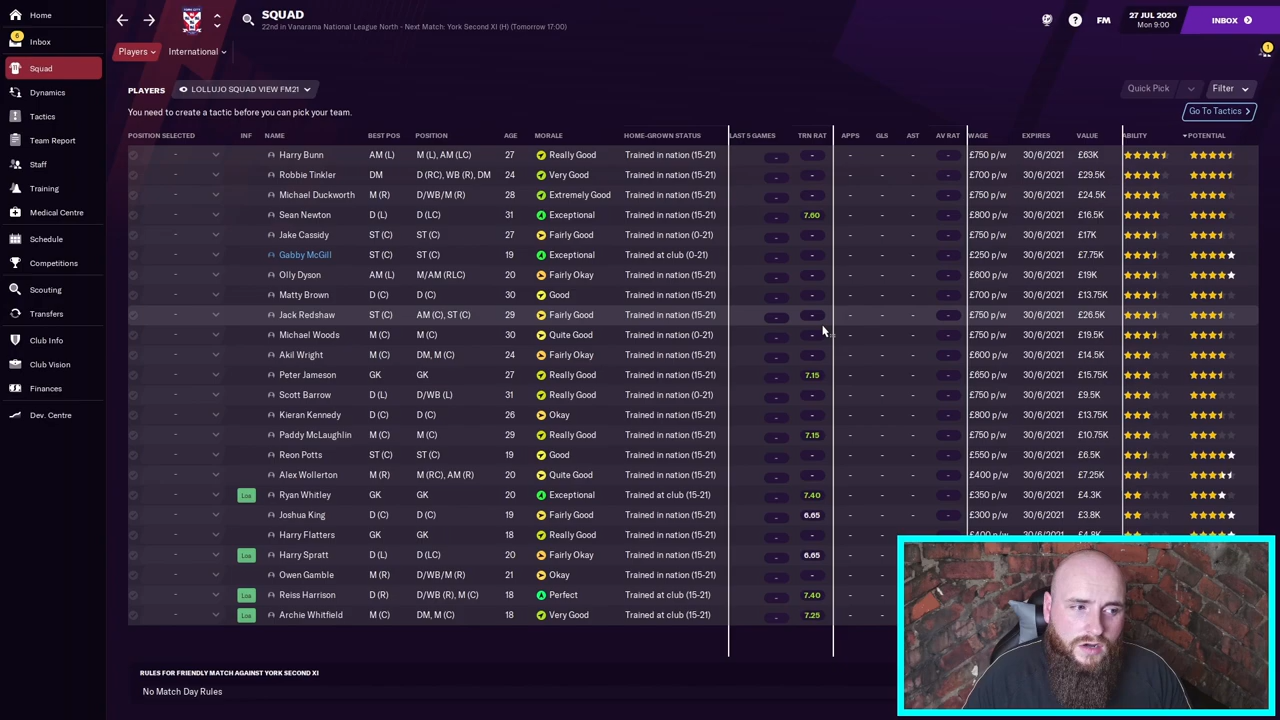 Home
6
Inbox
Squad
Dynamics
Tactics
Team Report
Staff
Training
Medical Centre
Schedule
Competitions
Scouting
Transfers
Club Info
Club Vision
Finances
Dev. Centre
SQUAD
22nd in Vanarama National League North - Next Match: York Second XI (H) (Tomorrow 17:00)
? FM 27 JUL 2020 Mon 9:00 INBOX
Players International
1
PLAYERS LOLLUJO SQUAD VIEW FM21 Quick Pick Filter
You need to create a tactic before you can pick your team. Go To Tactics
POSITION SELECTED INF NAME BEST POS POSITION AGE MORALE HOME-GROWN STATUS LAST 5 GAMES TRN RAT APPS GLS AST AV RAT WAGE EXPIRES VALUE ABILITY POTENTIAL
- Harry Bunn AM (L) M (L), AM (LC) 27 Really Good Trained in nation (15-21) - - - - - - £750 p/w 30/6/2021 £63K
- Robbie Tinkler DM D (RC), WB (R), DM 24 Very Good Trained in nation (15-21) - - - - - - £700 p/w 30/6/2021 £29.5K
- Michael Duckworth M (R) D/WB/M (R) 28 Extremely Good Trained in nation (15-21) - - - - - - £750 p/w 30/6/2021 £24.5K
- Sean Newton D (L) D (LC) 31 Exceptional Trained in nation (15-21) - 7.60 - - - - £800 p/w 30/6/2021 £16.5K
- Jake Cassidy ST (C) ST (C) 27 Fairly Good Trained in nation (0-21) - - - - - - £750 p/w 30/6/2021 £17K
- Gabby McGill ST (C) ST (C) 19 Exceptional Trained at club (0-21) - - - - - - £250 p/w 30/6/2021 £7.75K
- Olly Dyson AM (L) M/AM (RLC) 20 Fairly Okay Trained in nation (15-21) - - - - - - £600 p/w 30/6/2021 £19K
- Matty Brown D (C) D (C) 30 Good Trained in nation (15-21) - - - - - - £700 p/w 30/6/2021 £13.75K
- Jack Redshaw ST (C) AM (C), ST (C) 29 Fairly Good Trained in nation (15-21) - - - - - - £750 p/w 30/6/2021 £26.5K
- Michael Woods M (C) M (C) 30 Quite Good Trained in nation (0-21) - - - - - - £750 p/w 30/6/2021 £19.5K
- Akil Wright M (C) DM, M (C) 24 Fairly Okay Trained in nation (15-21) - - - - - - £600 p/w 30/6/2021 £14.5K
- Peter Jameson GK GK 27 Really Good Trained in nation (15-21) - 7.15 - - - - £650 p/w 30/6/2021 £15.75K
- Scott Barrow D (L) D/WB (L) 31 Really Good Trained in nation (0-21) - - - - - - £750 p/w 30/6/2021 £9.5K
- Kieran Kennedy D (C) D (C) 26 Okay Trained in nation (15-21) - - - - - - £800 p/w 30/6/2021 £13.75K
- Paddy McLaughlin M (C) M (C) 29 Really Good Trained in nation (15-21) - 7.15 - - - - £750 p/w 30/6/2021 £10.75K
- Reon Potts ST (C) ST (C) 19 Good Trained in nation (15-21) - - - - - - £550 p/w 30/6/2021 £6.5K
- Alex Wollerton M (R) M (RC), AM (R) 20 Quite Good Trained in nation (15-21) - - - - - - £400 p/w 30/6/2021 £7.25K
- Loa Ryan Whitley GK GK 20 Exceptional Trained at club (15-21) - 7.40 - - - - £350 p/w 30/6/2021 £4.3K
- Joshua King D (C) D (C) 19 Fairly Good Trained in nation (15-21) - 6.65 - - - - £300 p/w 30/6/2021 £3.8K
- Harry Flatters GK GK 18 Really Good Trained in nation (15-21) - - - - - - £400 p/w 30/6/2021 £4.8K
- Loa Harry Spratt D (L) D (LC) 20 Fairly Okay Trained in nation (15-21) - 6.65 - -
- Owen Gamble M (R) D/WB/M (R) 21 Okay Trained in nation (15-21) - - - -
- Loa Reiss Harrison D (R) D/WB (R), M (C) 18 Perfect Trained at club (15-21) - 7.40 - -
- Loa Archie Whitfield M (C) DM, M (C) 18 Very Good Trained at club (15-21) - 7.25 - -
RULES FOR FRIENDLY MATCH AGAINST YORK SECOND XI
No Match Day Rules